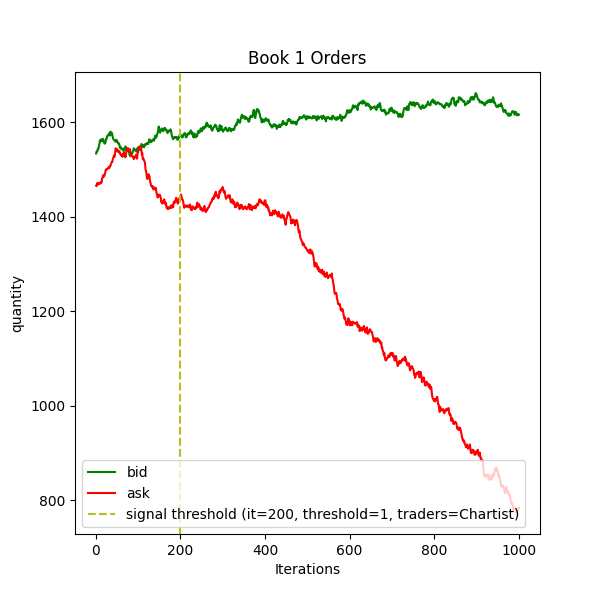 Book 1 Orders
quantity
1600
1400
1200
1000
800
bid
ask
signal threshold (it=200, threshold=1, traders=Chartist)
0 200 400 600 800 1000
Iterations